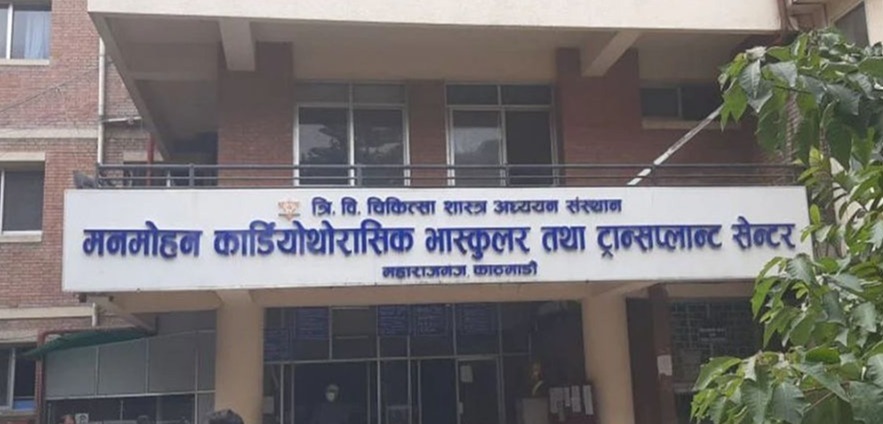 त्रि. वि. चिकित्सा शास्त्र अध्ययन संस्थान
मनमोहन कार्डियोथोरासिक भास्कुलर तथा ट्रान्सप्लान्ट सेन्टर
महाराजगंज, काठमाडौं